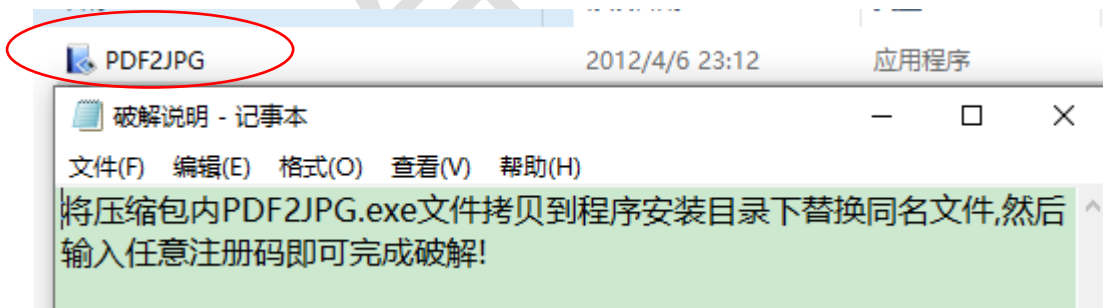 PDF2JPG 2012/4/6 23:12 应用程序
破解说明 - 记事本
文件(F) 编辑(E) 格式(O) 查看(V) 帮助(H)
将压缩包内PDF2JPG.exe文件拷贝到程序安装目录下替换同名文件,然后
输入任意注册码即可完成破解!